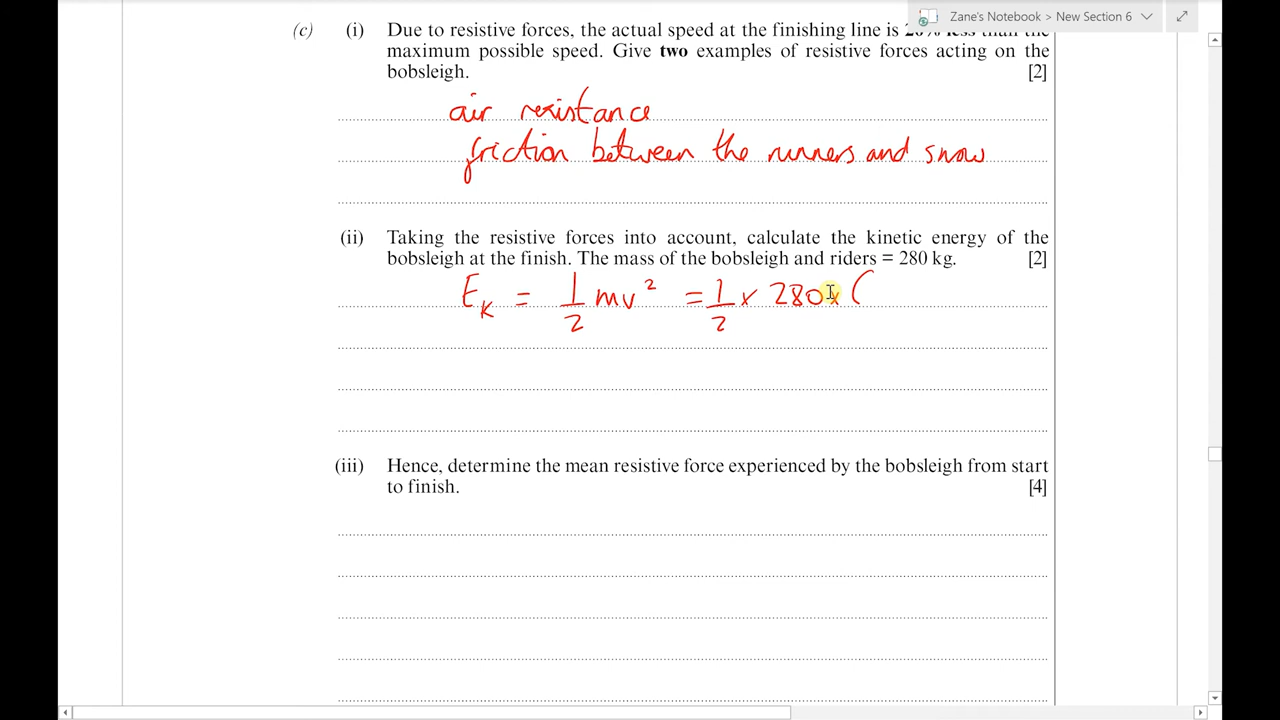 Zane's Notebook > New Section 6
(c) (i) Due to resistive forces, the actual speed at the finishing line is 20% less than the
maximum possible speed. Give two examples of resistive forces acting on the
bobsleigh. [2]
air resistance
friction between the runners and snow
(ii) Taking the resistive forces into account, calculate the kinetic energy of the
bobsleigh at the finish. The mass of the bobsleigh and riders = 280 kg. [2]
E_K = 1/2 mv² = 1/2 × 280 × (
(iii) Hence, determine the mean resistive force experienced by the bobsleigh from start
to finish. [4]